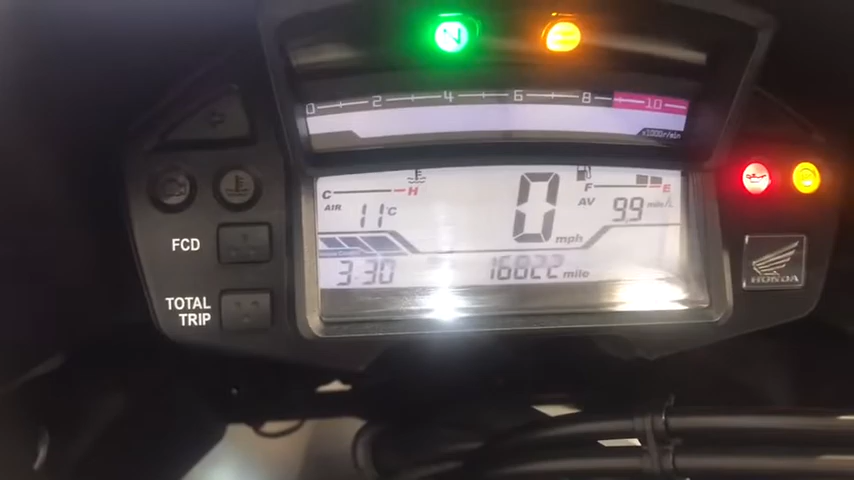 N
0 2 4 6 8 10
x1000r/min
C H F E
AIR 11°C 0 mph AV 9.9 mile/L
FCD
3:30 16822 mile
TOTAL
TRIP
HONDA